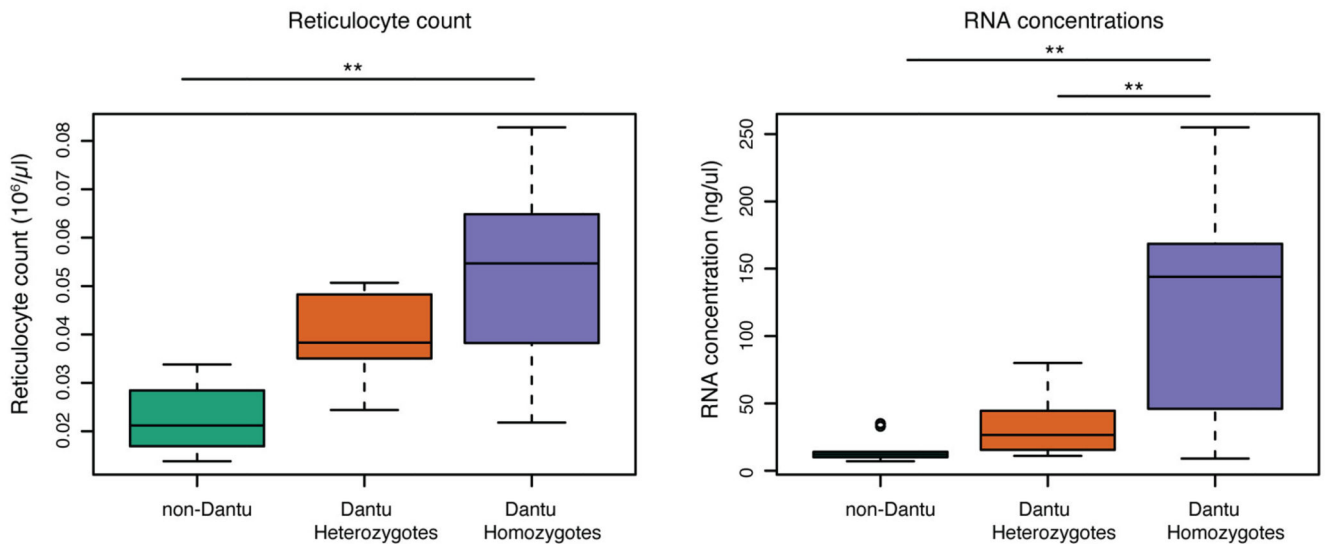 Reticulocyte count
**
Reticulocyte count (10⁶/µl)
0.08
0.07
0.06
0.05
0.04
0.03
0.02
non-Dantu
Dantu
Heterozygotes
Dantu
Homozygotes
RNA concentrations
**
**
RNA concentration (ng/ul)
250
200
150
100
50
0
non-Dantu
Dantu
Heterozygotes
Dantu
Homozygotes